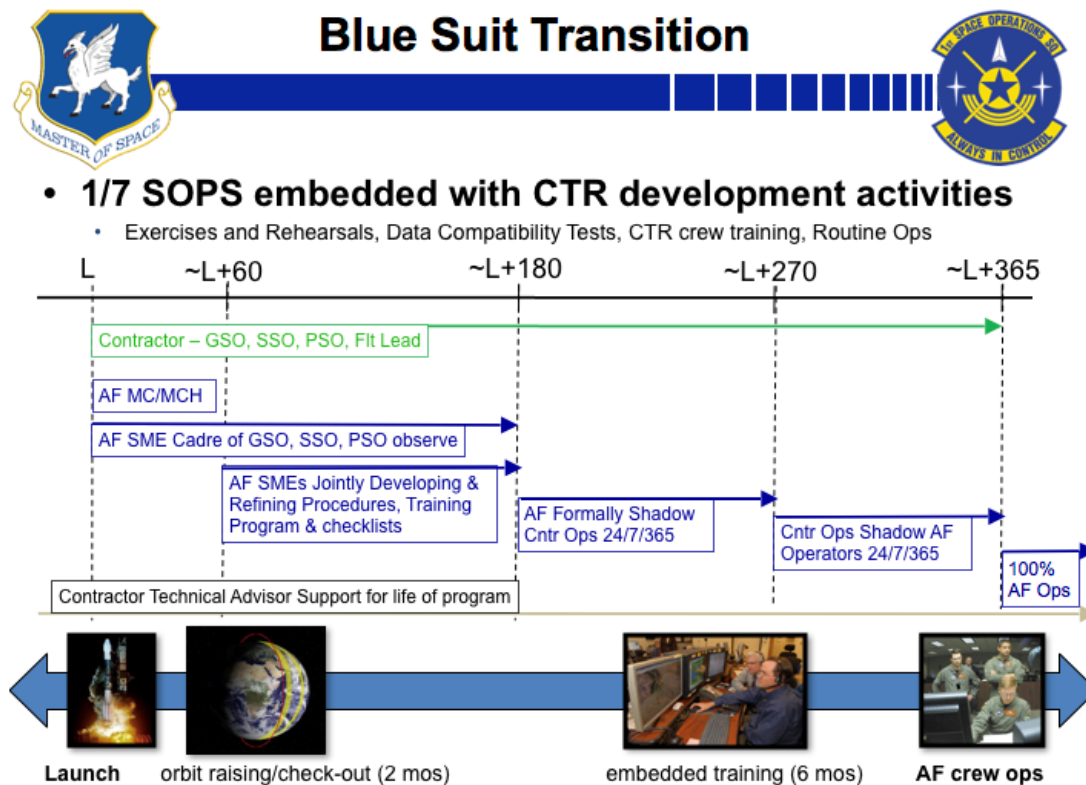 Blue Suit Transition
MASTER OF SPACE
1st SPACE OPERATIONS SQ
ALWAYS IN CONTROL
• 1/7 SOPS embedded with CTR development activities
• Exercises and Rehearsals, Data Compatibility Tests, CTR crew training, Routine Ops
L ~L+60 ~L+180 ~L+270 ~L+365
Contractor – GSO, SSO, PSO, Flt Lead
AF MC/MCH
AF SME Cadre of GSO, SSO, PSO observe
AF SMEs Jointly Developing &
Refining Procedures, Training
Program & checklists
AF Formally Shadow
Cntr Ops 24/7/365
Cntr Ops Shadow AF
Operators 24/7/365
100%
AF Ops
Contractor Technical Advisor Support for life of program
Launch orbit raising/check-out (2 mos) embedded training (6 mos) AF crew ops